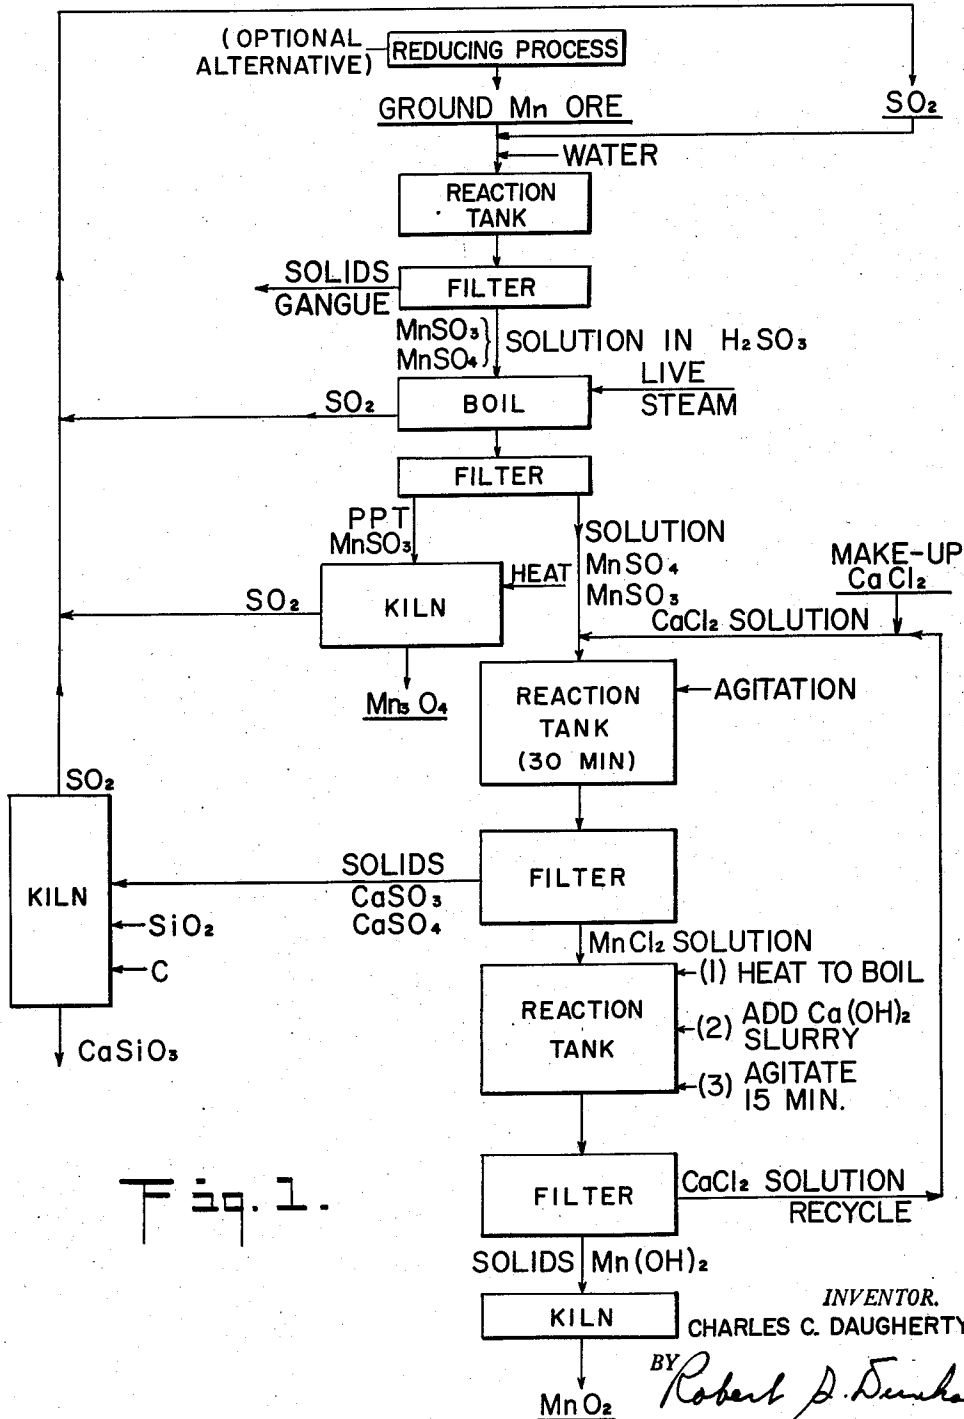 (OPTIONAL
ALTERNATIVE)
REDUCING PROCESS
GROUND Mn ORE
SO₂
WATER
REACTION
TANK
SOLIDS
GANGUE
FILTER
MnSO₃
MnSO₄
SOLUTION IN H₂SO₃
LIVE
STEAM
SO₂
BOIL
FILTER
PPT
MnSO₃
SOLUTION
MnSO₄
MnSO₃
MAKE-UP
CaCl₂
HEAT
SO₂
KILN
CaCl₂ SOLUTION
Mn₃O₄
REACTION
TANK
(30 MIN)
AGITATION
SO₂
KILN
SOLIDS
CaSO₃
CaSO₄
FILTER
SiO₂
C
MnCl₂ SOLUTION
REACTION
TANK
(1) HEAT TO BOIL
(2) ADD Ca(OH)₂
SLURRY
(3) AGITATE
15 MIN.
CaSiO₃
Fig. 1.
FILTER
CaCl₂ SOLUTION
RECYCLE
SOLIDS Mn(OH)₂
KILN
INVENTOR.
CHARLES C. DAUGHERTY
BY Robert S.
MnO₂